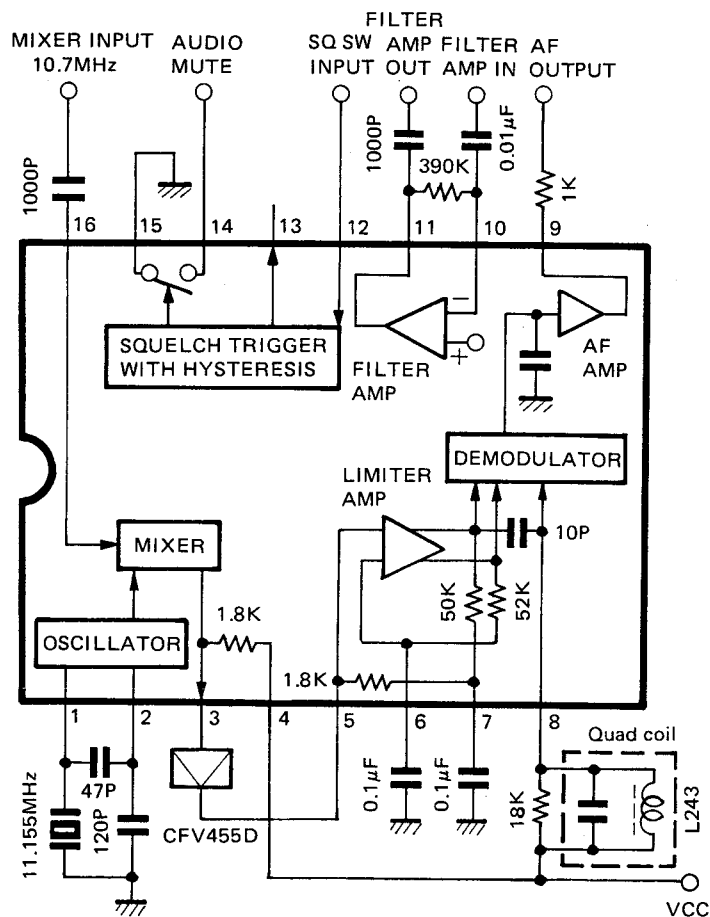 MIXER INPUT
10.7MHz
AUDIO
MUTE
SQ SW
INPUT
FILTER
AMP
OUT
FILTER
AMP IN
AF
OUTPUT
1000P
1000P
390K
0.01μF
1K
16
15
14
13
12
11
10
9
SQUELCH TRIGGER
WITH HYSTERESIS
FILTER
AMP
−
+
AF
AMP
DEMODULATOR
LIMITER
AMP
10P
MIXER
50K
52K
1.8K
OSCILLATOR
1.8K
1
2
3
4
5
6
7
8
Quad coil
47P
11.155MHz
120P
CFV455D
0.1μF
0.1μF
18K
L243
VCC